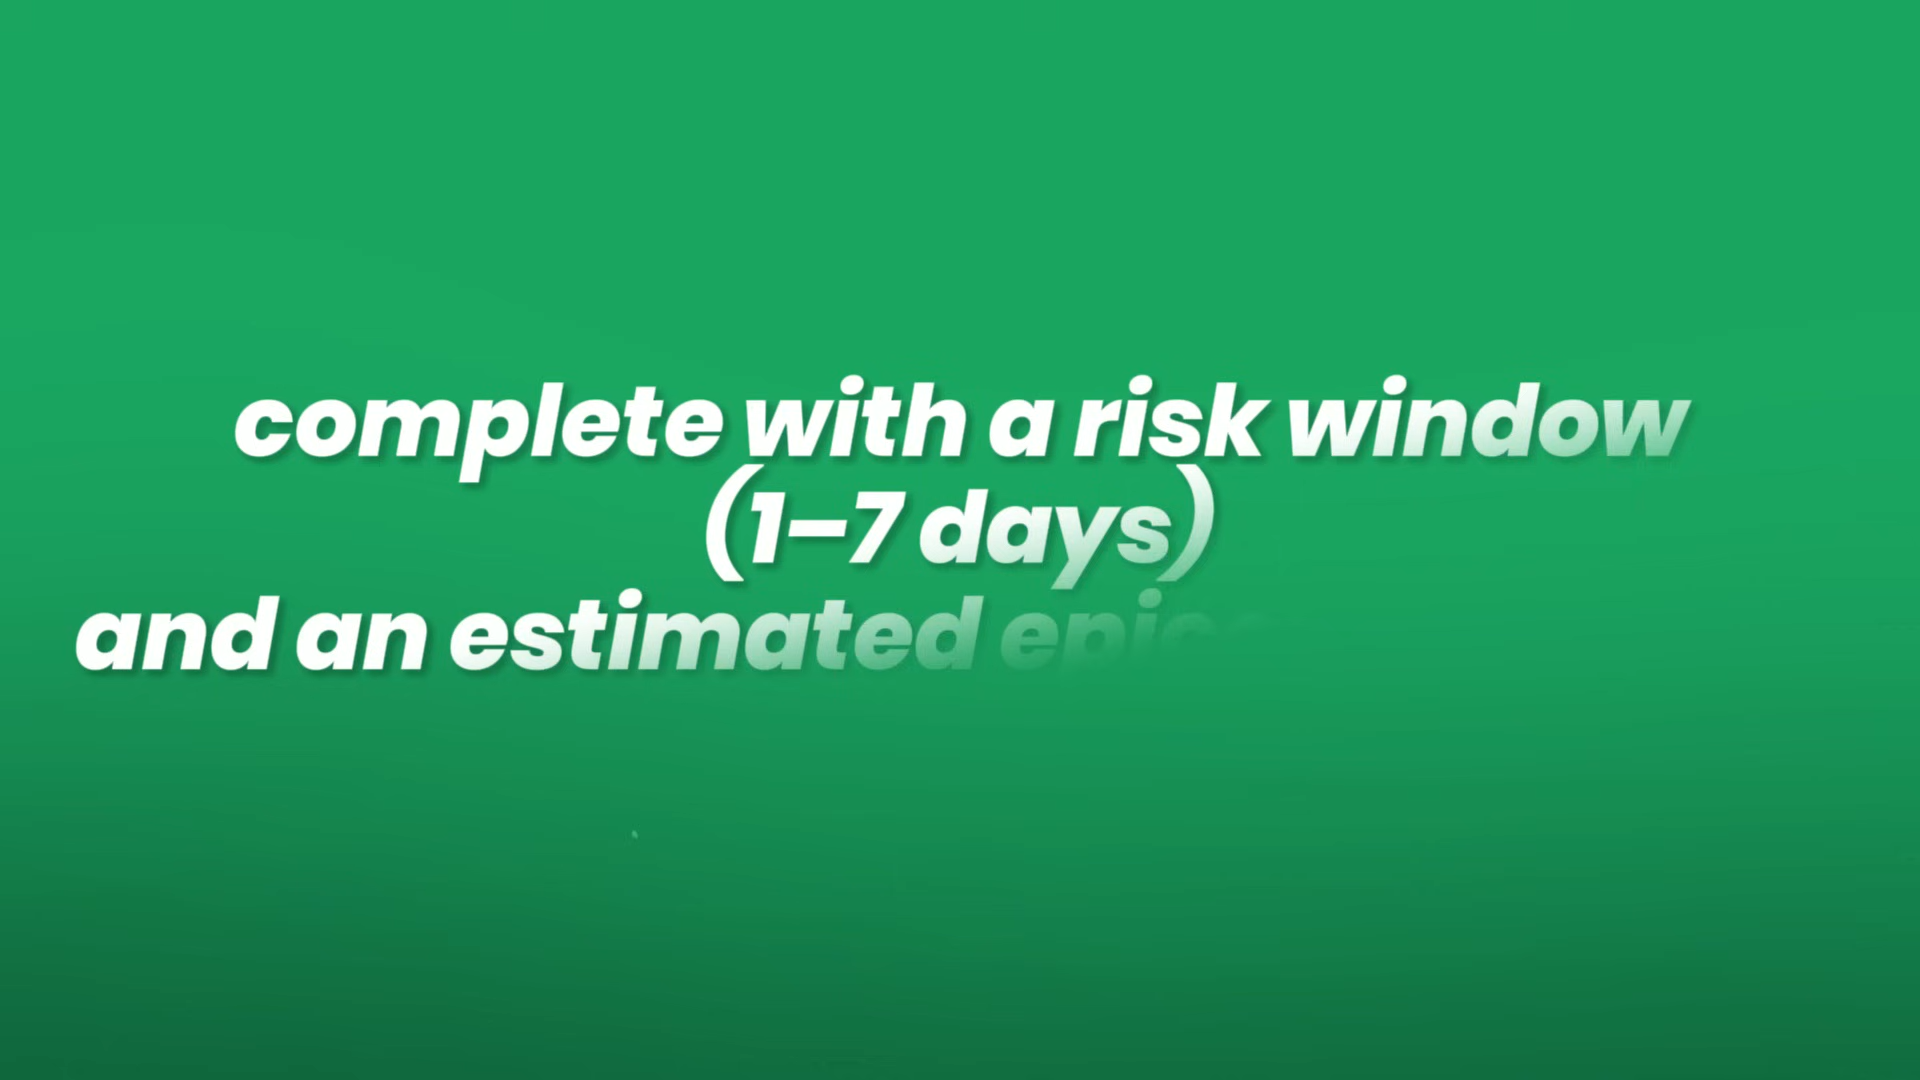 complete with a risk window
(1–7 days)
and an estimated